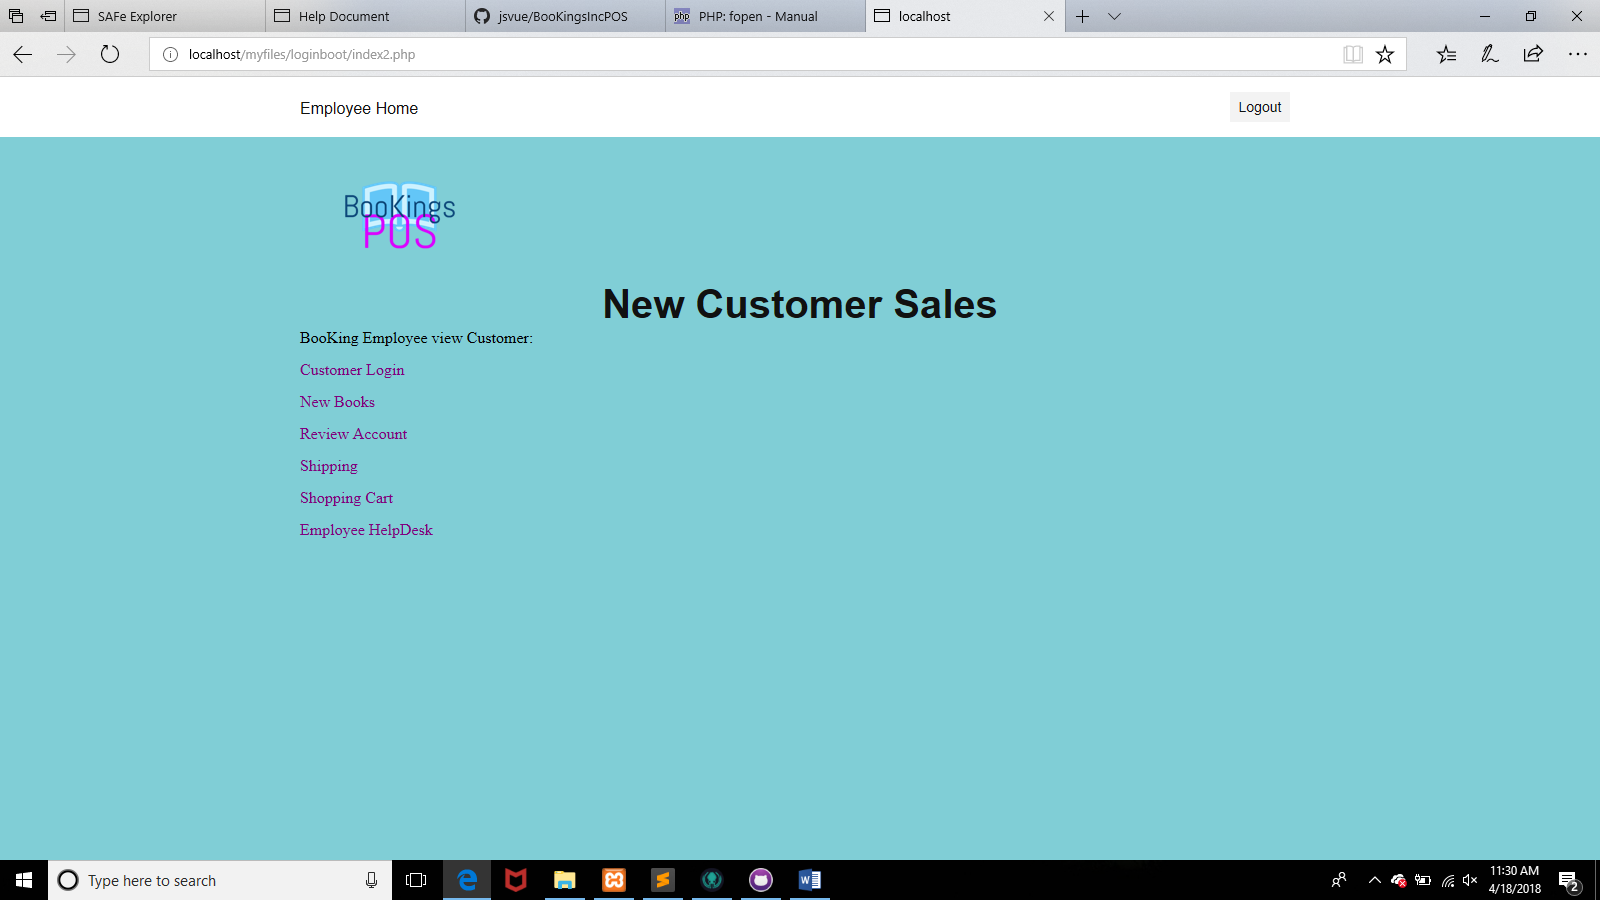 SAFe Explorer
Help Document
jsvue/BooKingsIncPOS
php PHP: fopen - Manual
localhost
localhost/myfiles/loginboot/index2.php
Employee Home
Logout
BooKings
POS
New Customer Sales
BooKing Employee view Customer:
Customer Login
New Books
Review Account
Shipping
Shopping Cart
Employee HelpDesk
Type here to search
11:30 AM
4/18/2018
2